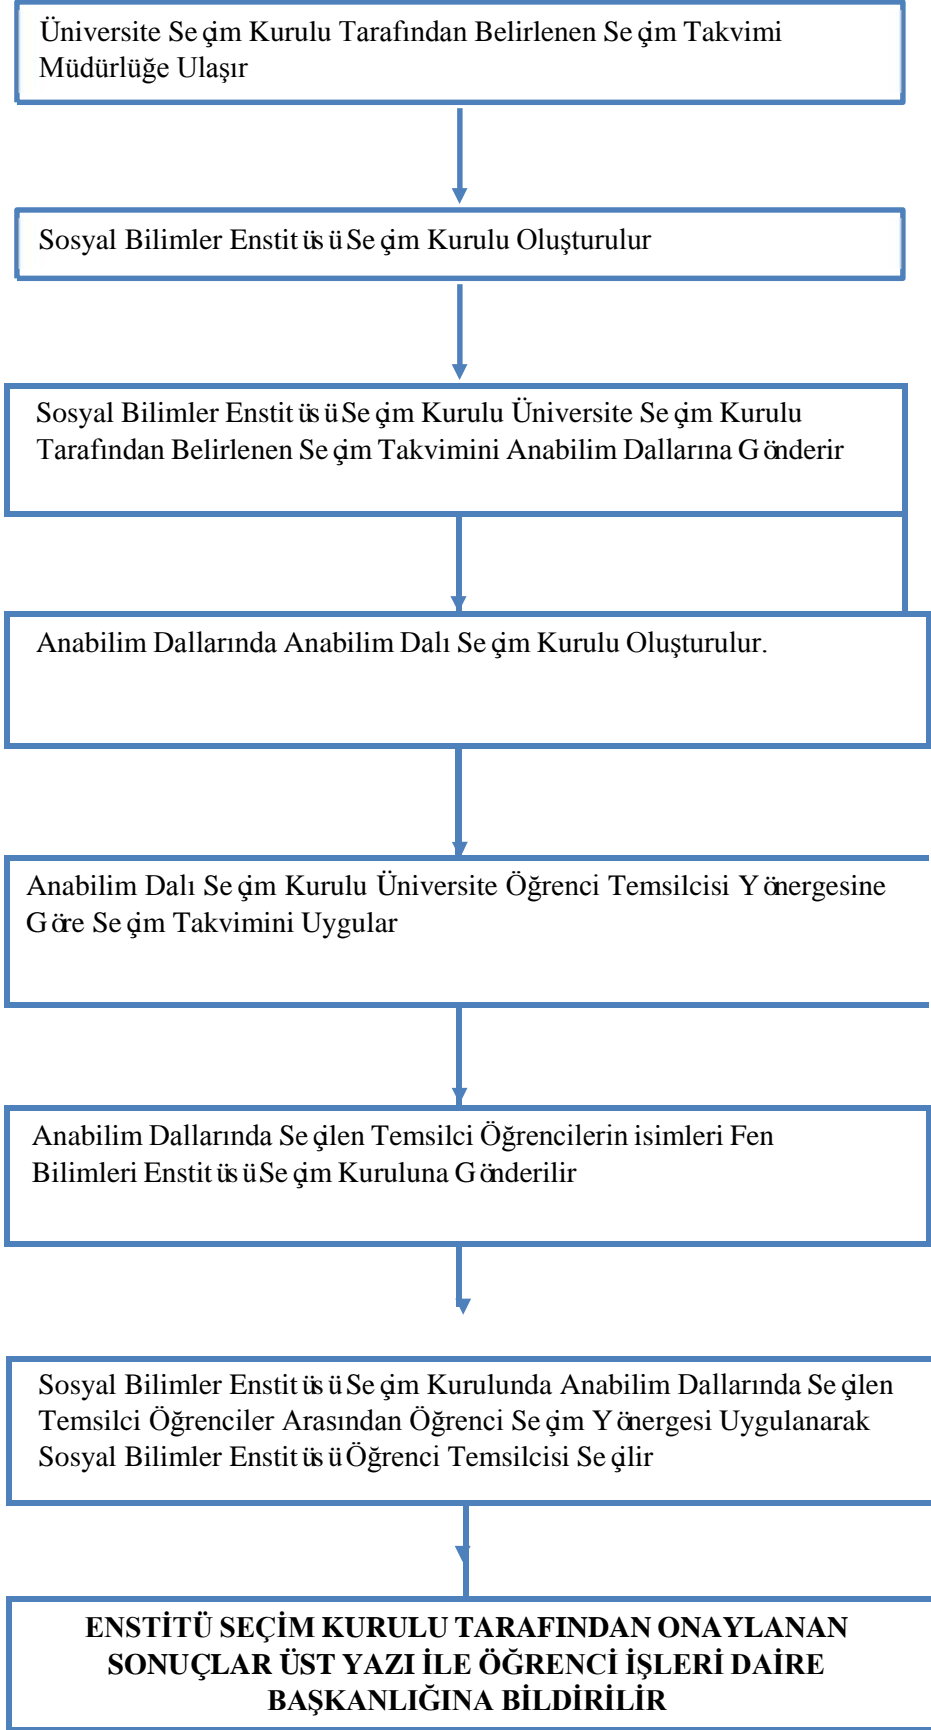 Üniversite Seçim Kurulu Tarafından Belirlenen Seçim Takvimi
Müdürlüğe Ulaşır
Sosyal Bilimler Enstitüsü Seçim Kurulu Oluşturulur
Sosyal Bilimler Enstitüsü Seçim Kurulu Üniversite Seçim Kurulu
Tarafından Belirlenen Seçim Takvimini Anabilim Dallarına Gönderir
Anabilim Dallarında Anabilim Dalı Seçim Kurulu Oluşturulur.
Anabilim Dalı Seçim Kurulu Üniversite Öğrenci Temsilcisi Yönergesine
Göre Seçim Takvimini Uygular
Anabilim Dallarında Seçilen Temsilci Öğrencilerin isimleri Fen
Bilimleri Enstitüsü Seçim Kuruluna Gönderilir
Sosyal Bilimler Enstitüsü Seçim Kurulunda Anabilim Dallarında Seçilen
Temsilci Öğrenciler Arasından Öğrenci Seçim Yönergesi Uygulanarak
Sosyal Bilimler Enstitüsü Öğrenci Temsilcisi Seçilir
ENSTİTÜ SEÇİM KURULU TARAFINDAN ONAYLANAN
SONUÇLAR ÜST YAZI İLE ÖĞRENCİ İŞLERİ DAİRE
BAŞKANLIĞINA BİLDİRİLİR